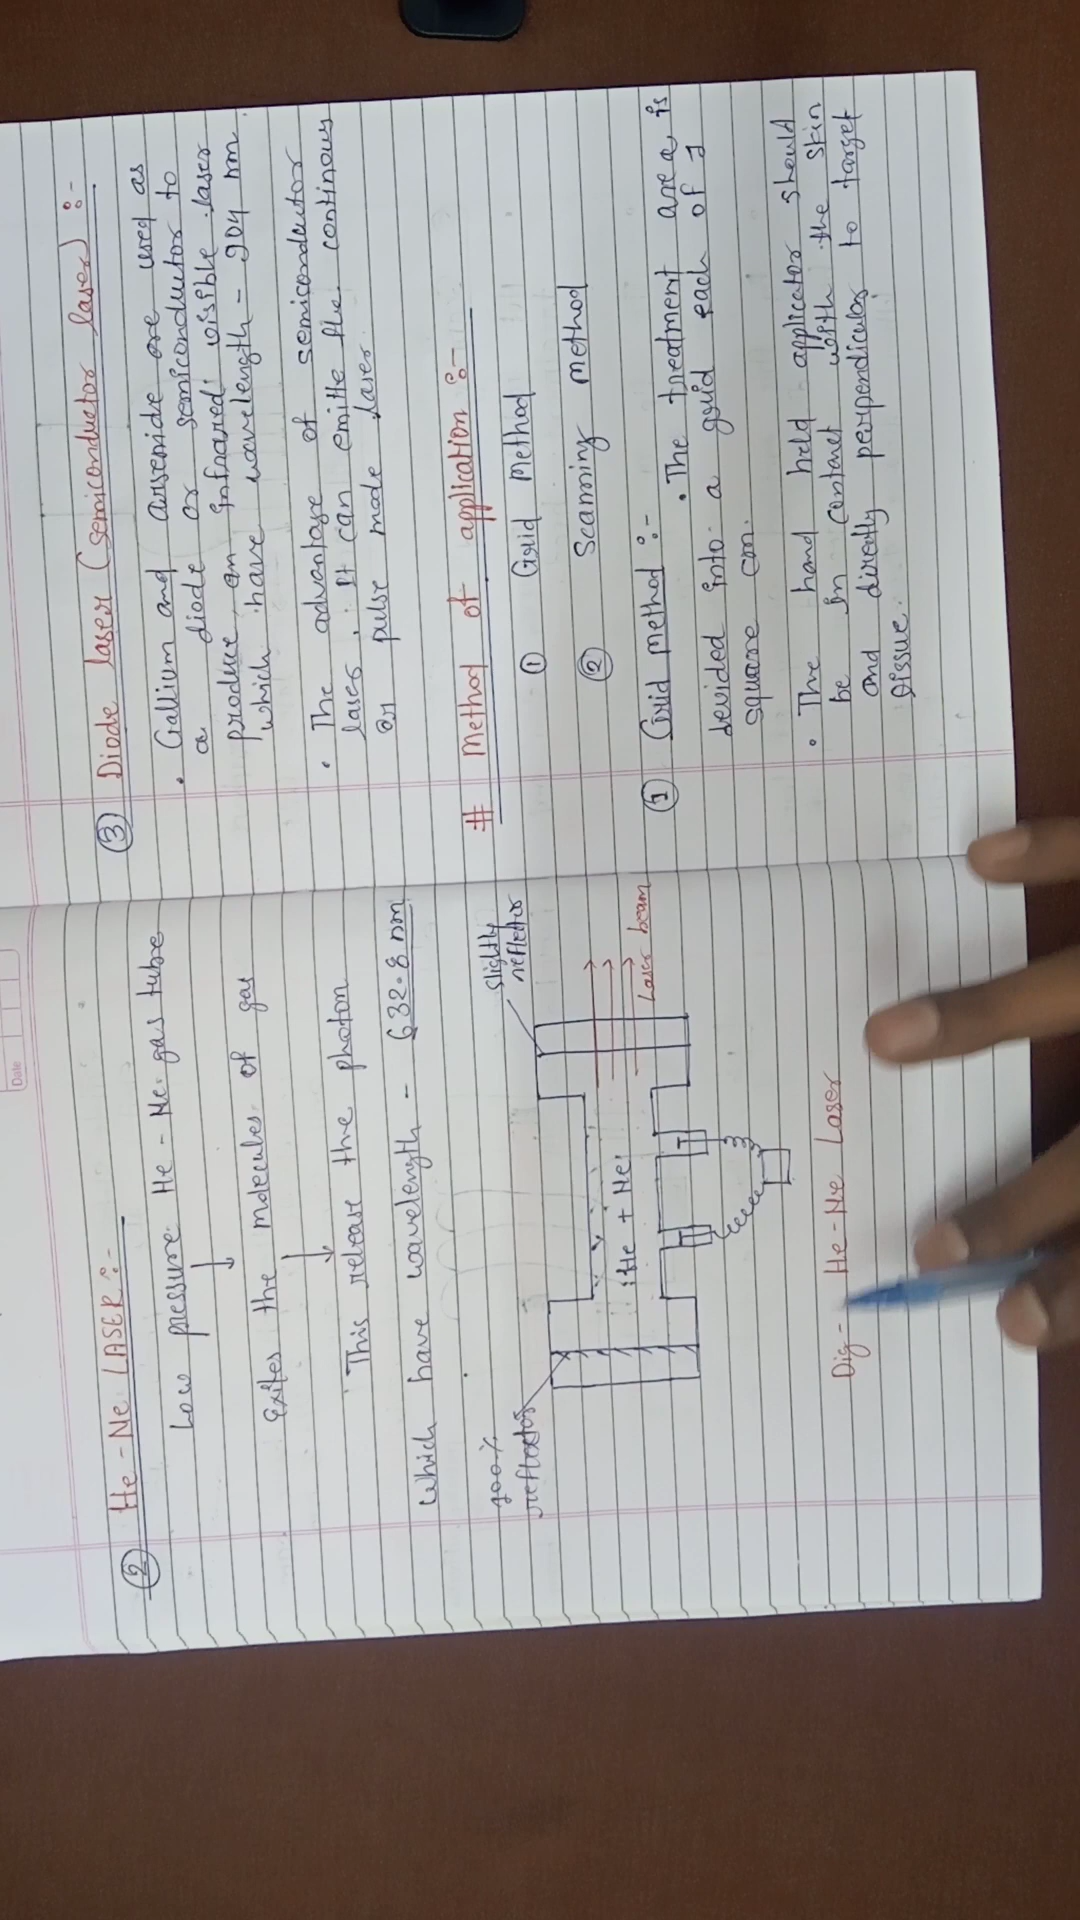 Date
② He-Ne LASER:-
Low pressure He-Ne gas tube
↓
Exites the molecules of gas
↓
This release the photon
Which have wavelength - 632.8 nm
100%
reflector
slightly
reflector
He + Ne
Laser beam
Dig- He-Ne Laser
③ Diode laser (semiconductor laser) :-
• Gallium and arsenide are used as
a diode or semiconductor to
produce an infrared visible laser
which have wavelength - 904 nm.
• The advantage of semiconductor
laser, it can emitte the continous
or pulse mode laser.
# Method of application :-
① Grid Method
② Scanning Method
① Grid method :- • The treatment area is
devided into a grid each of 1
square cm.
• The hand held applicator should
be in contact with the skin
and directly perpendicular to target
tissue.